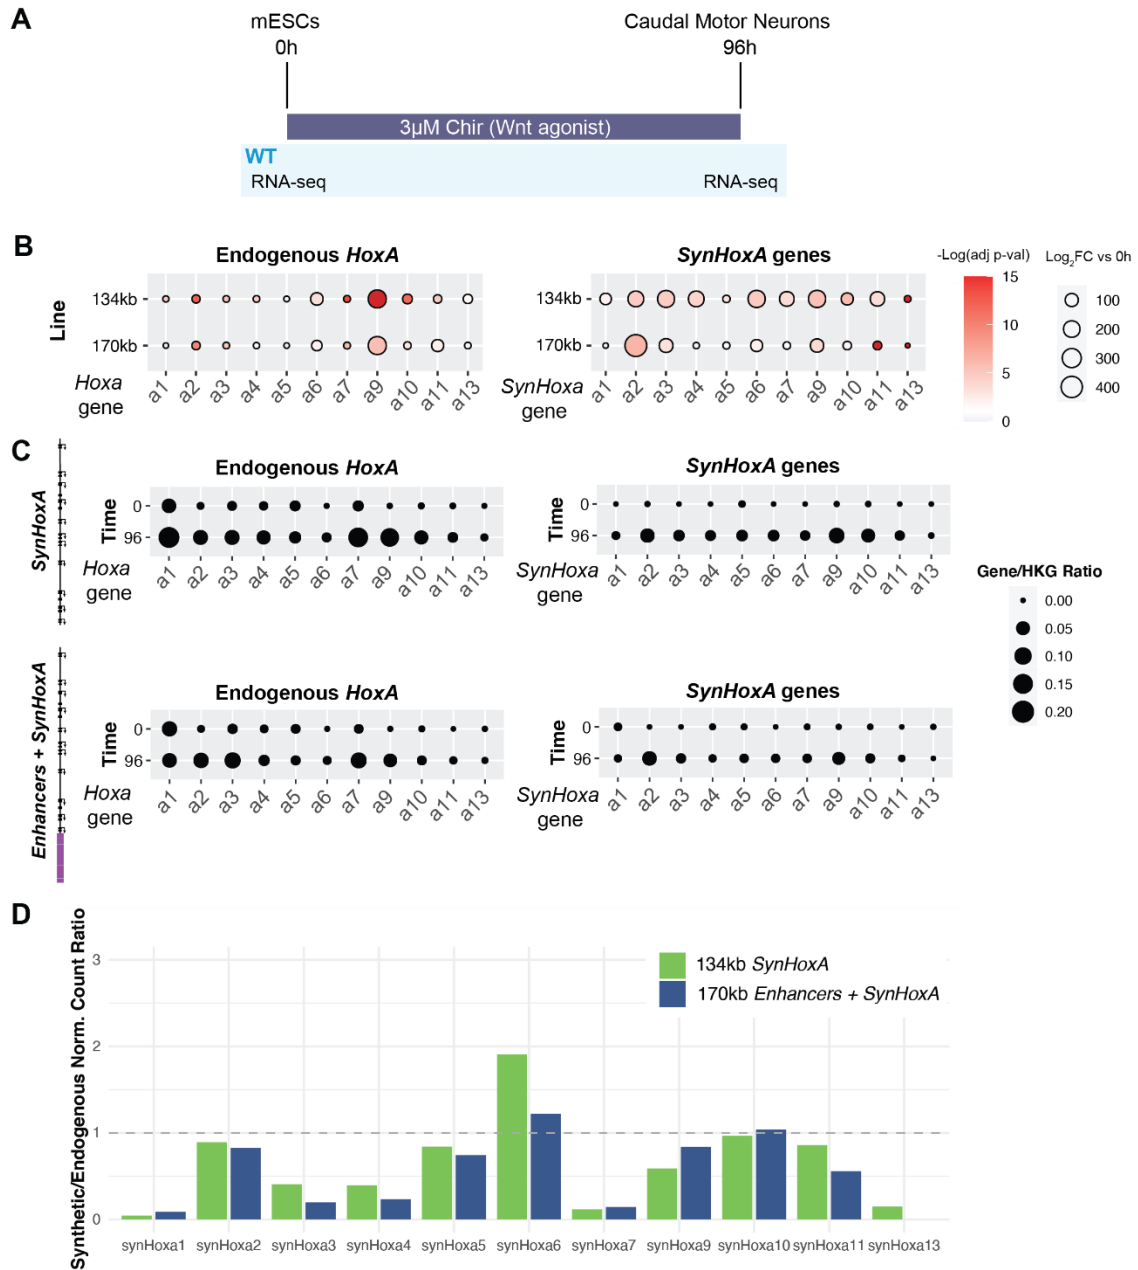 A
mESCs
0h
Caudal Motor Neurons
96h
3µM Chir (Wnt agonist)
WT
RNA-seq
RNA-seq
B
Endogenous HoxA
SynHoxA genes
Line
134kb
170kb
Hoxa
gene
a1 a2 a3 a4 a5 a6 a7 a9 a10 a11 a13
134kb
170kb
SynHoxa
gene
a1 a2 a3 a4 a5 a6 a7 a9 a10 a11 a13
-Log(adj p-val)
15
10
5
0
Log2FC vs 0h
100
200
300
400
C
SynHoxA
Endogenous HoxA
Time
0
96
Hoxa
gene
a1 a2 a3 a4 a5 a6 a7 a9 a10 a11 a13
SynHoxA genes
Time
0
96
SynHoxa
gene
a1 a2 a3 a4 a5 a6 a7 a9 a10 a11 a13
Gene/HKG Ratio
0.00
0.05
0.10
0.15
0.20
Enhancers + SynHoxA
Endogenous HoxA
Time
0
96
Hoxa
gene
a1 a2 a3 a4 a5 a6 a7 a9 a10 a11 a13
SynHoxA genes
Time
0
96
SynHoxa
gene
a1 a2 a3 a4 a5 a6 a7 a9 a10 a11 a13
D
Synthetic/Endogenous Norm. Count Ratio
3
2
1
0
134kb SynHoxA
170kb Enhancers + SynHoxA
synHoxa1 synHoxa2 synHoxa3 synHoxa4 synHoxa5 synHoxa6 synHoxa7 synHoxa9 synHoxa10 synHoxa11 synHoxa13